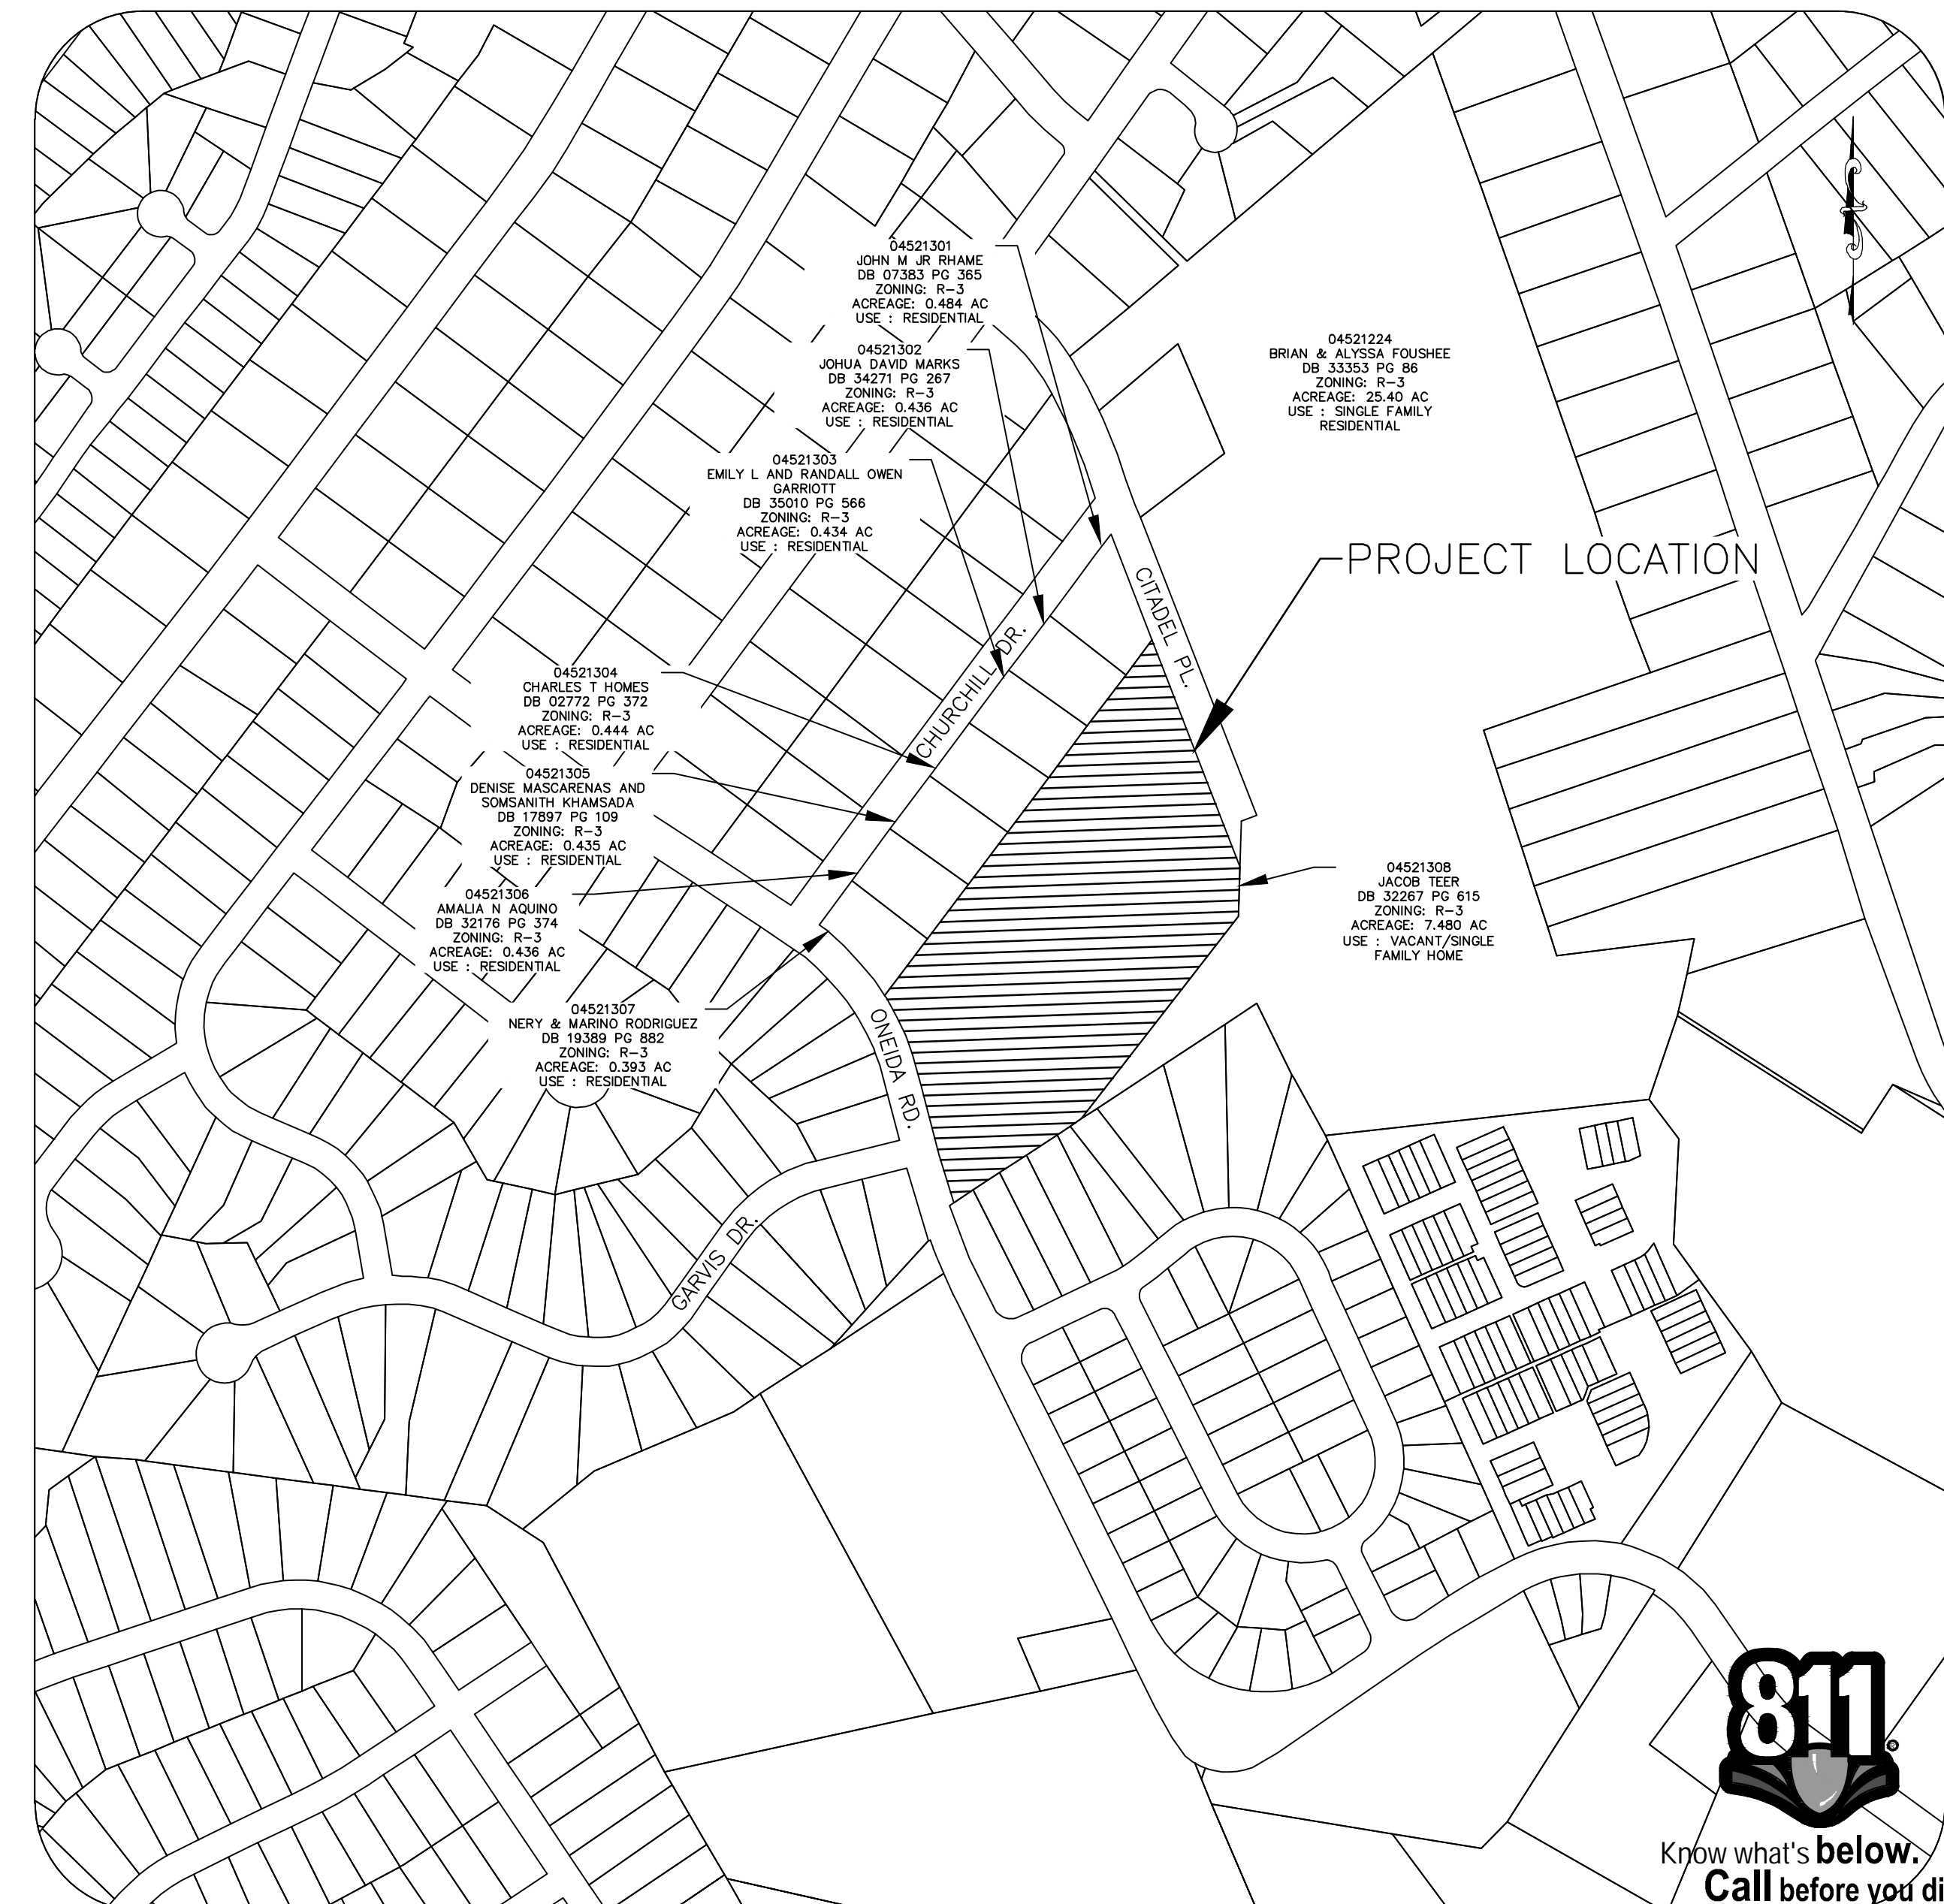 04521301
JOHN M JR RHAME
DB 07383 PG 365
ZONING: R-3
ACREAGE: 0.484 AC
USE : RESIDENTIAL
04521302
JOHUA DAVID MARKS
DB 34271 PG 267
ZONING: R-3
ACREAGE: 0.436 AC
USE : RESIDENTIAL
04521224
BRIAN & ALYSSA FOUSHEE
DB 33353 PG 86
ZONING: R-3
ACREAGE: 25.40 AC
USE : SINGLE FAMILY
RESIDENTIAL
04521303
EMILY L AND RANDALL OWEN
GARRIOTT
DB 35010 PG 566
ZONING: R-3
ACREAGE: 0.434 AC
USE : RESIDENTIAL
PROJECT LOCATION
CITADEL PL.
CHURCHILL DR.
04521304
CHARLES T HOMES
DB 02772 PG 372
ZONING: R-3
ACREAGE: 0.444 AC
USE : RESIDENTIAL
04521305
DENISE MASCARENAS AND
SOMSANITH KHAMSADA
DB 17897 PG 109
ZONING: R-3
ACREAGE: 0.435 AC
USE : RESIDENTIAL
04521308
JACOB TEER
DB 32267 PG 615
ZONING: R-3
ACREAGE: 7.480 AC
USE : VACANT/SINGLE
FAMILY HOME
04521306
AMALIA N AQUINO
DB 32176 PG 374
ZONING: R-3
ACREAGE: 0.436 AC
USE : RESIDENTIAL
04521307
NERY & MARINO RODRIGUEZ
DB 19389 PG 882
ZONING: R-3
ACREAGE: 0.393 AC
USE : RESIDENTIAL
ONEIDA RD.
GARVIS DR.
811®
Know what's below.
Call before you di